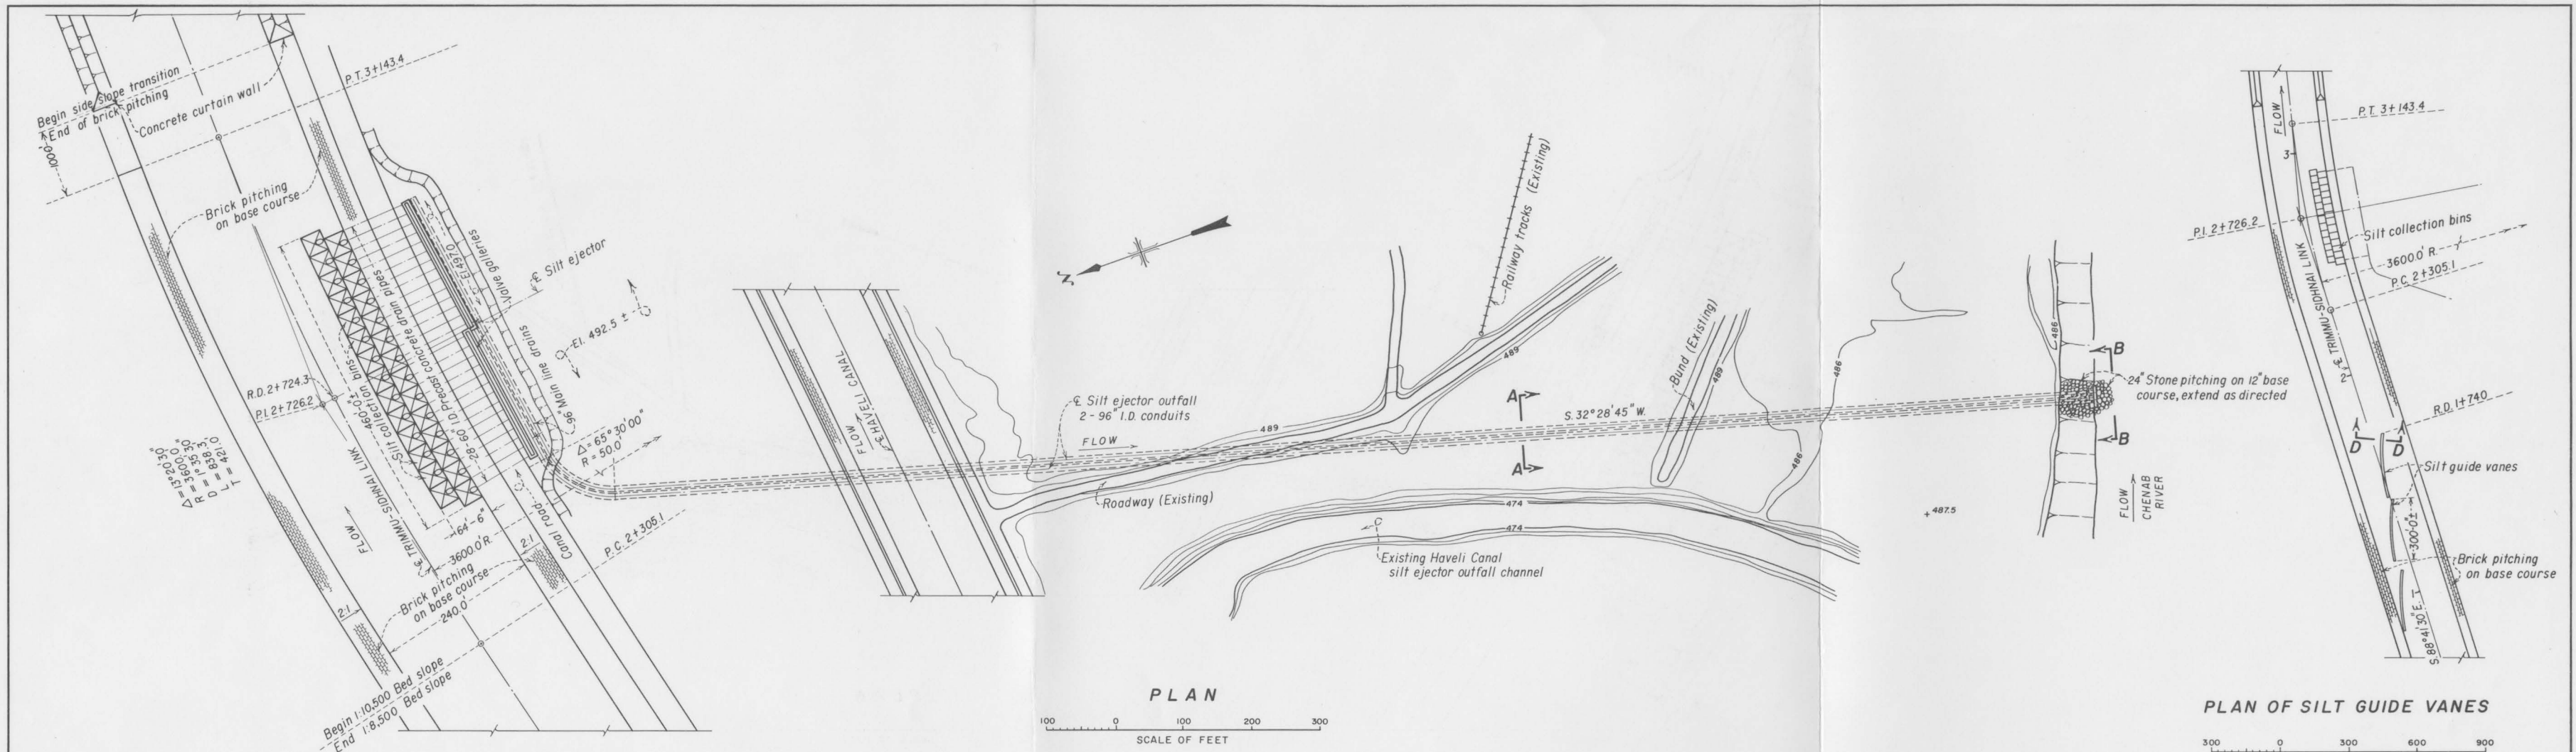 Begin side slope transition
End of brick pitching
1000'
Concrete curtain wall
P.T. 3+143.4
Brick pitching
on base course
Silt collection bins
460'-0"±
28-60" I.D. Precast concrete drain pipes
El. 497.0
Valve galleries
℄ Silt ejector
96" Main line drains
El. 492.5 ±
R.D. 2+724.3
P.I. 2+726.2
Δ=13°20'30"
R = 3600.0'
D = 1°35'30"
L = 838.3'
T = 421.0'
℄ TRIMMU-SIDHNAI LINK
FLOW
64'-6"
3600.0' R.
Δ= 65°30'00"
R = 50.0'
Canal road
2:1
2:1
P.C. 2+305.1
Brick pitching
on base course
240.0'
Begin 1:10,500 Bed slope
End 1:8,500 Bed slope
N
FLOW
℄ HAVELI CANAL
℄ Silt ejector outfall
2 - 96" I.D. conduits
FLOW
Roadway (Existing)
489
Railway tracks (Existing)
489
A
A
S. 32°28'45" W.
Bund (Existing)
489
486
486
474
474
Existing Haveli Canal
silt ejector outfall channel
487.5
486
B
B
24" Stone pitching on 12" base
course, extend as directed
FLOW
CHENAB
RIVER
PLAN
100 0 100 200 300
SCALE OF FEET
FLOW
P.T. 3+143.4
3
P.I. 2+726.2
Silt collection bins
3600.0' R.
P.C. 2+305.1
℄ TRIMMU-SIDHNAI LINK
2
R.D. 1+740
D
D
Silt guide vanes
300'-0"±
Brick pitching
on base course
S.88°41'30"E.
PLAN OF SILT GUIDE VANES
300 0 300 600 900